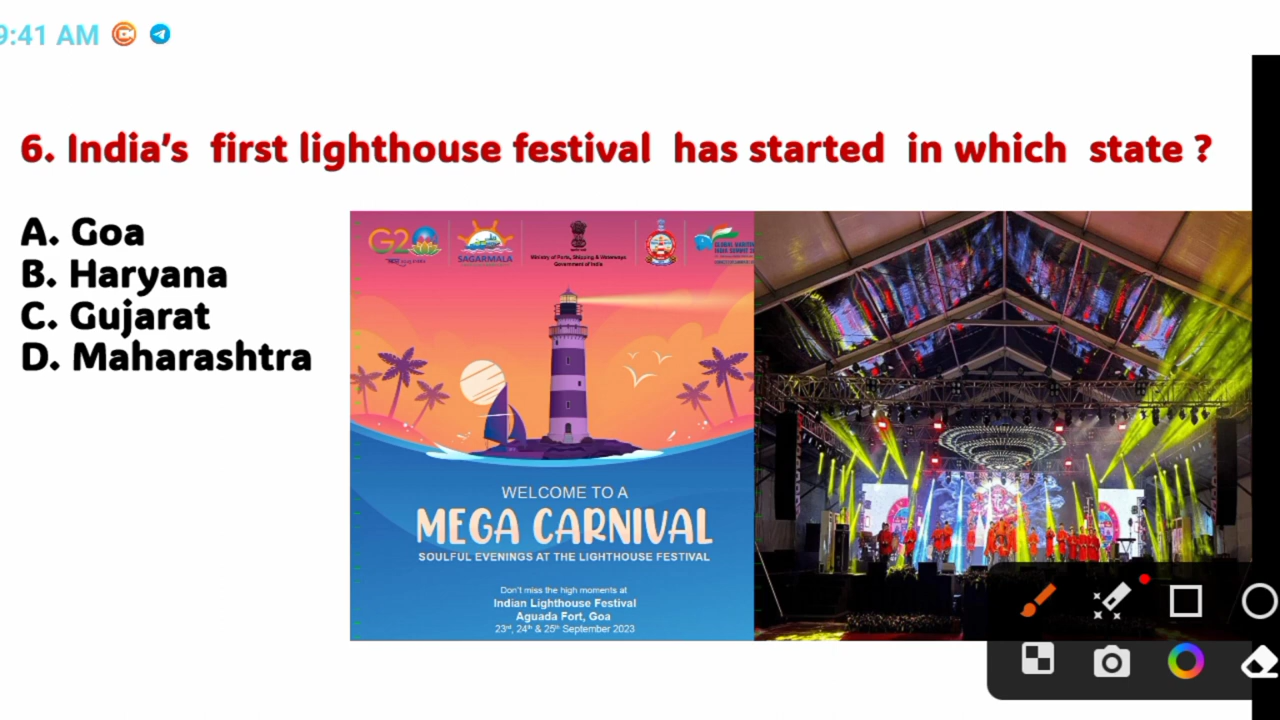 9:41 AM
6. India's first lighthouse festival has started in which state ?
A. Goa
B. Haryana
C. Gujarat
D. Maharashtra
G20
SAGARMALA
Ministry of Ports, Shipping & Waterways
Government of India
WELCOME TO A
MEGA CARNIVAL
SOULFUL EVENINGS AT THE LIGHTHOUSE FESTIVAL
Don't miss the high moments at
Indian Lighthouse Festival
Aguada Fort, Goa
23rd, 24th & 25th September 2023